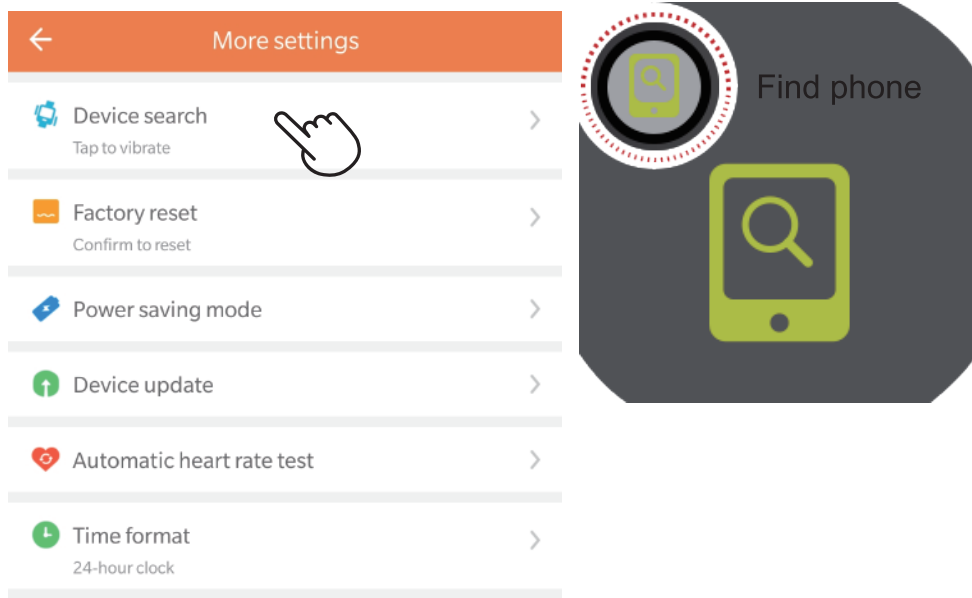 More settings
Device search
Tap to vibrate
Factory reset
Confirm to reset
Power saving mode
Device update
Automatic heart rate test
Time format
24-hour clock
Find phone